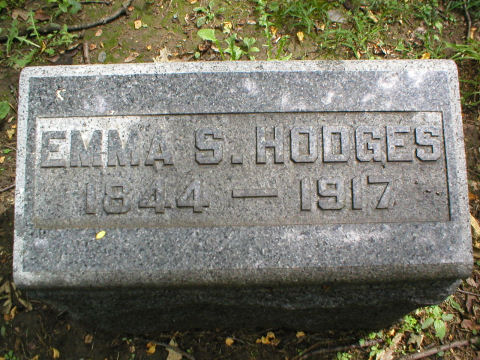 EMMA S. HODGES
1844 — 1917